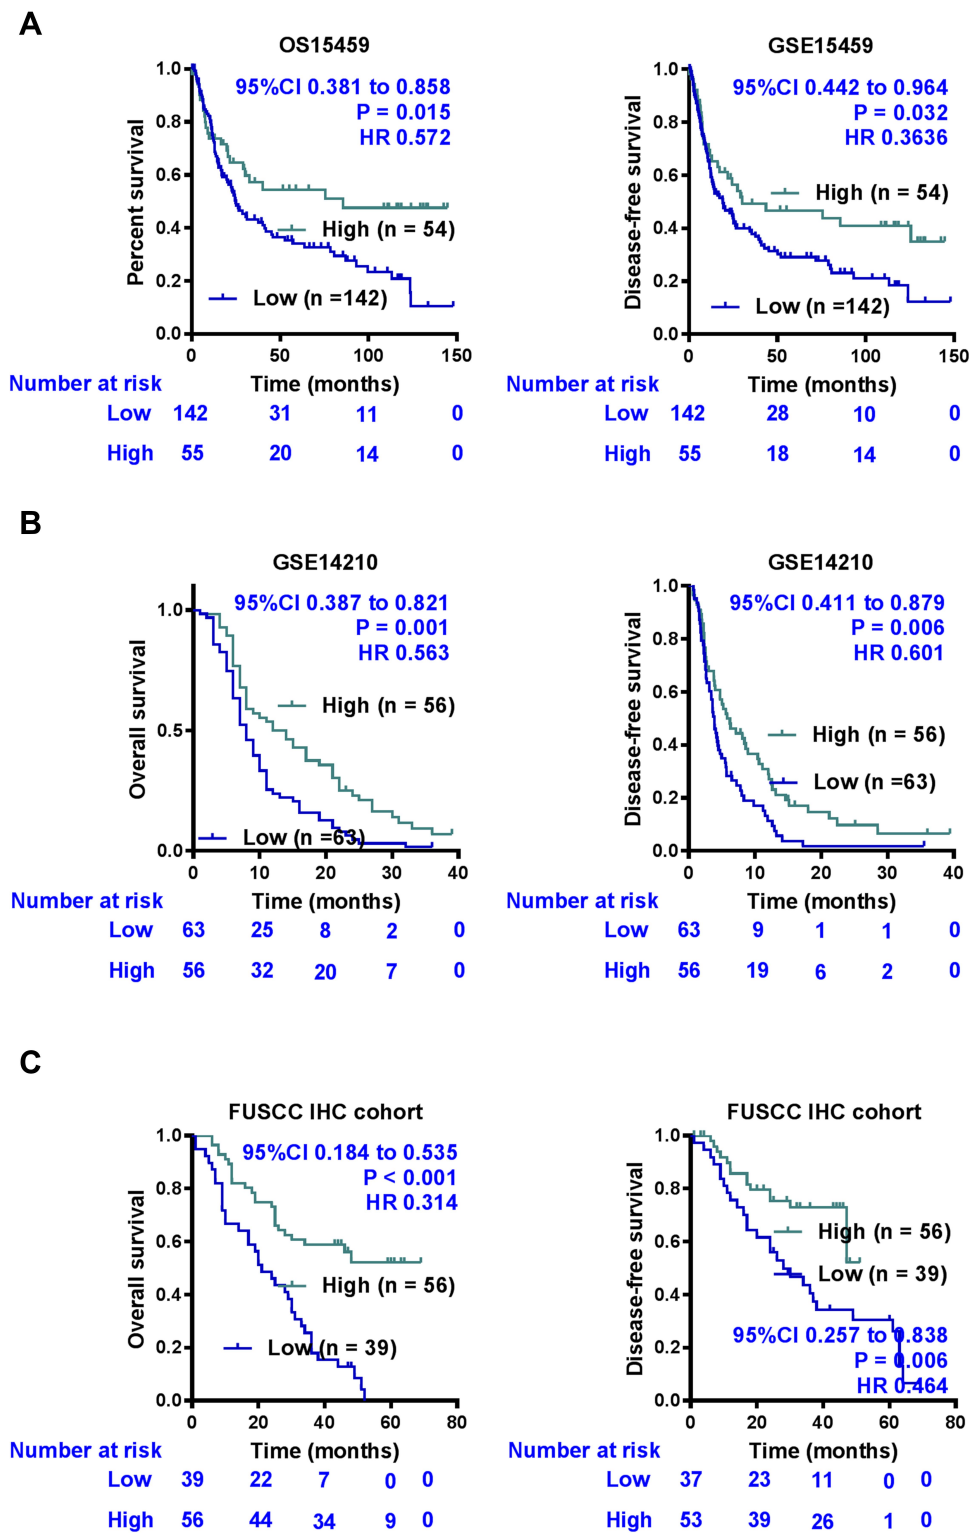 A
OS15459
GSE15459
Percent survival
1.0
0.8
0.6
0.4
0.2
0.0
95%CI 0.381 to 0.858
P = 0.015
HR 0.572
High (n = 54)
Low (n =142)
0 50 100 150
Number at risk Time (months)
Low 142 31 11 0
High 55 20 14 0
Disease-free survival
1.0
0.8
0.6
0.4
0.2
0.0
95%CI 0.442 to 0.964
P = 0.032
HR 0.3636
High (n = 54)
Low (n =142)
0 50 100 150
Number at risk Time (months)
Low 142 28 10 0
High 55 18 14 0
B
GSE14210
GSE14210
Overall survival
1.0
0.5
0.0
95%CI 0.387 to 0.821
P = 0.001
HR 0.563
High (n = 56)
Low (n =63)
0 10 20 30 40
Number at risk Time (months)
Low 63 25 8 2 0
High 56 32 20 7 0
Disease-free survival
1.0
0.8
0.6
0.4
0.2
0.0
95%CI 0.411 to 0.879
P = 0.006
HR 0.601
High (n = 56)
Low (n =63)
0 10 20 30 40
Number at risk Time (months)
Low 63 9 1 1 0
High 56 19 6 2 0
C
FUSCC IHC cohort
FUSCC IHC cohort
Overall survival
1.0
0.8
0.6
0.4
0.2
0.0
95%CI 0.184 to 0.535
P < 0.001
HR 0.314
High (n = 56)
Low (n = 39)
0 20 40 60 80
Number at risk Time (months)
Low 39 22 7 0 0
High 56 44 34 9 0
Disease-free survival
1.0
0.8
0.6
0.4
0.2
0.0
High (n = 56)
Low (n = 39)
95%CI 0.257 to 0.838
P = 0.006
HR 0.464
0 20 40 60 80
Number at risk Time (months)
Low 37 23 11 0 0
High 53 39 26 1 0